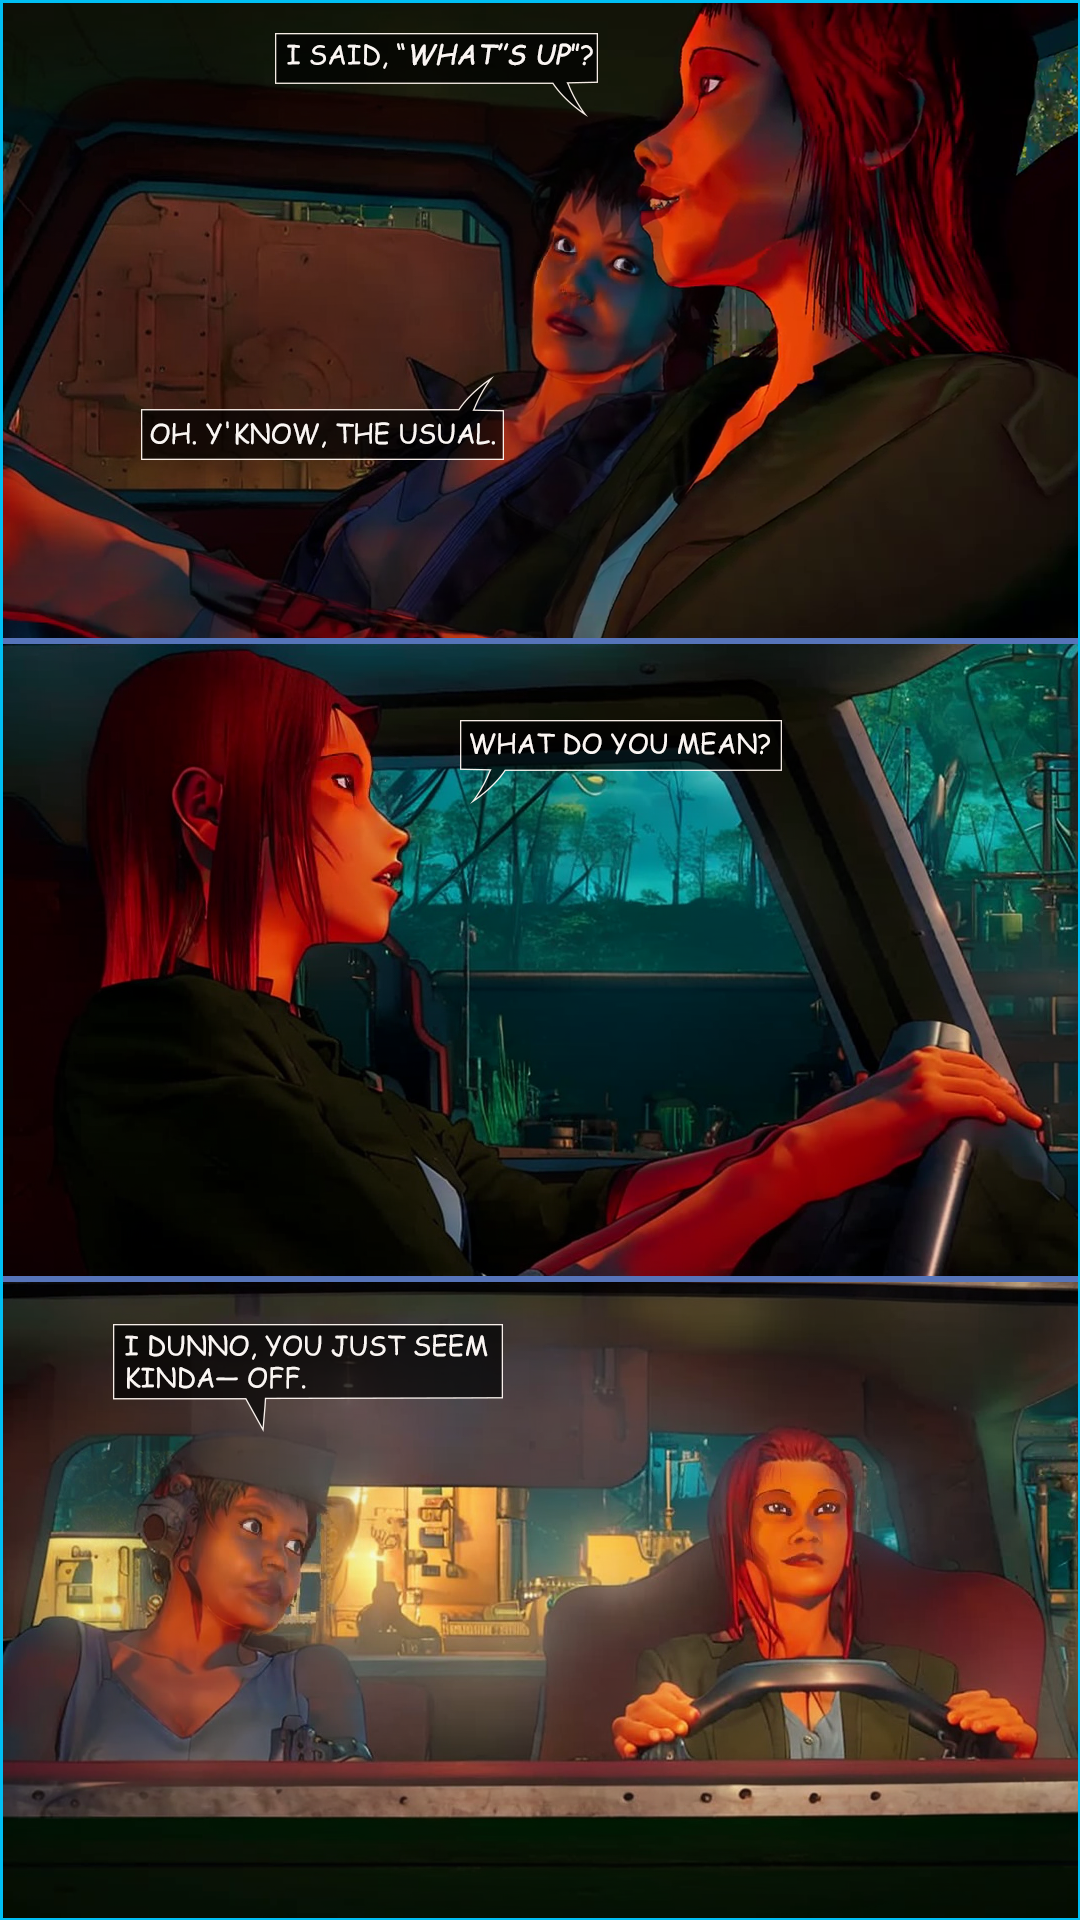 I SAID, “WHAT”S UP"?
OH. Y'KNOW, THE USUAL.
WHAT DO YOU MEAN?
I DUNNO, YOU JUST SEEM
KINDA— OFF.